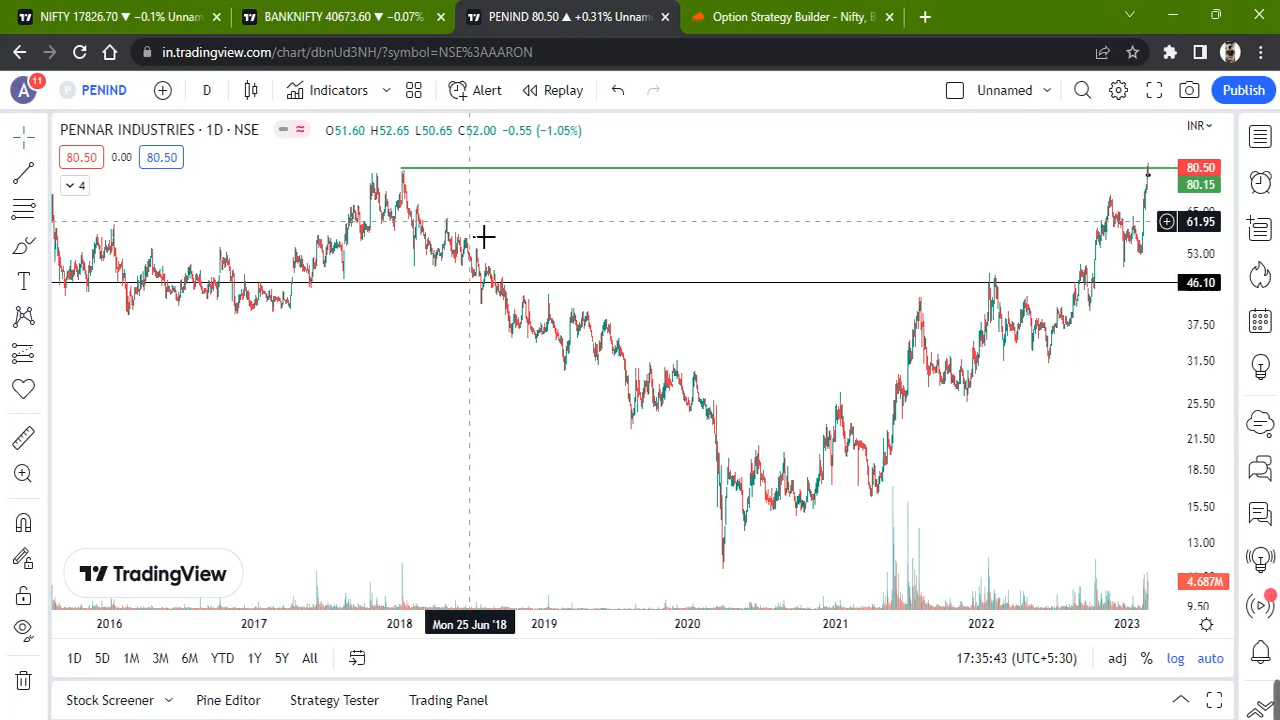 NIFTY 17826.70 ▼ −0.1% Unnam
BANKNIFTY 40673.60 ▼ −0.07%
PENIND 80.50 ▲ +0.31% Unnam
Option Strategy Builder - Nifty, B
in.tradingview.com/chart/dbnUd3NH/?symbol=NSE%3AAARON
A 11
P PENIND
D
Indicators
Alert
Replay
Unnamed
Publish
PENNAR INDUSTRIES · 1D · NSE
O51.60 H52.65 L50.65 C52.00 −0.55 (−1.05%)
INR
80.50 0.00 80.50
80.50
80.15
4
61.95
53.00
46.10
37.50
31.50
25.50
21.50
18.50
15.50
13.00
TradingView
4.687M
9.50
2016 2017 2018 Mon 25 Jun '18 2019 2020 2021 2022 2023
1D 5D 1M 3M 6M YTD 1Y 5Y All
17:35:43 (UTC+5:30) adj % log auto
Stock Screener Pine Editor Strategy Tester Trading Panel